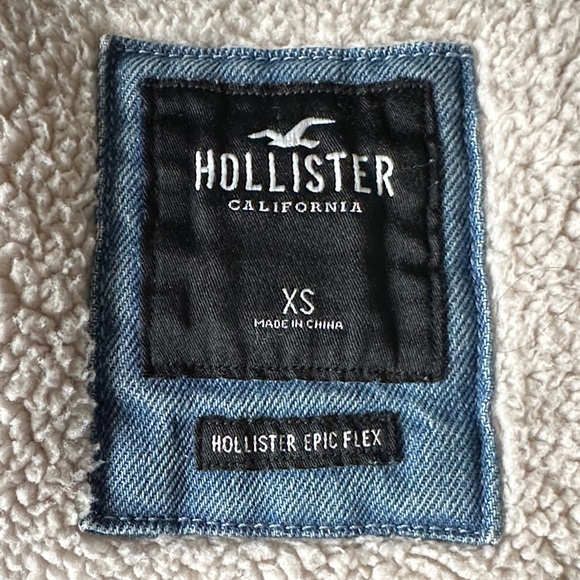 HOLLISTER
CALIFORNIA
XS
MADE IN CHINA
HOLLISTER EPIC FLEX